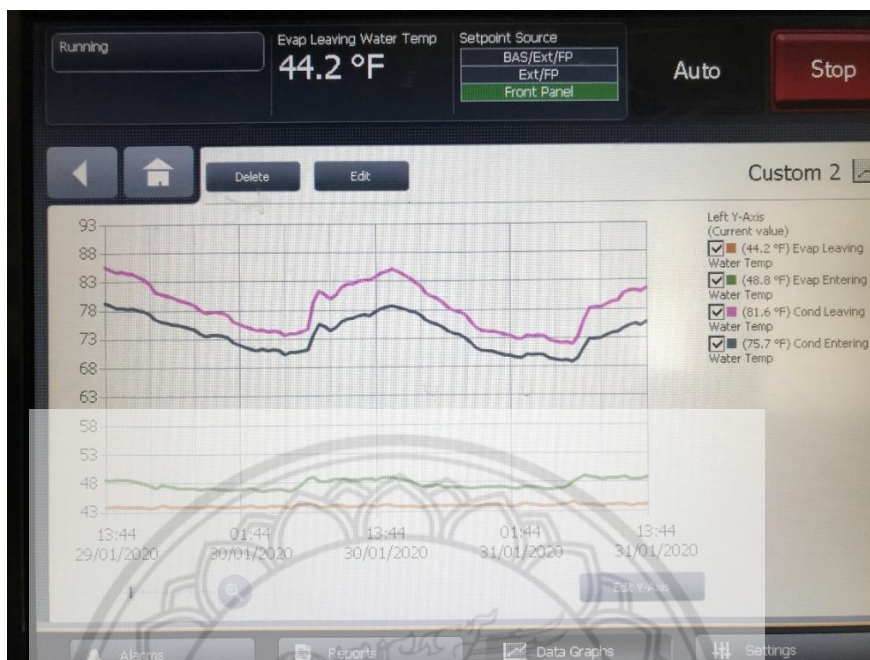 Running
Evap Leaving Water Temp
44.2 °F
Setpoint Source
BAS/Ext/FP
Ext/FP
Front Panel
Auto
Stop
Delete
Edit
Custom 2
93
88
83
78
73
68
63
58
53
48
43
13:44
29/01/2020
01:44
30/01/2020
13:44
30/01/2020
01:44
31/01/2020
13:44
31/01/2020
Left Y-Axis
(Current value)
(44.2 °F) Evap Leaving
Water Temp
(48.8 °F) Evap Entering
Water Temp
(81.6 °F) Cond Leaving
Water Temp
(75.7 °F) Cond Entering
Water Temp
Edit Y-Axis
Alarms
Reports
Data Graphs
Settings